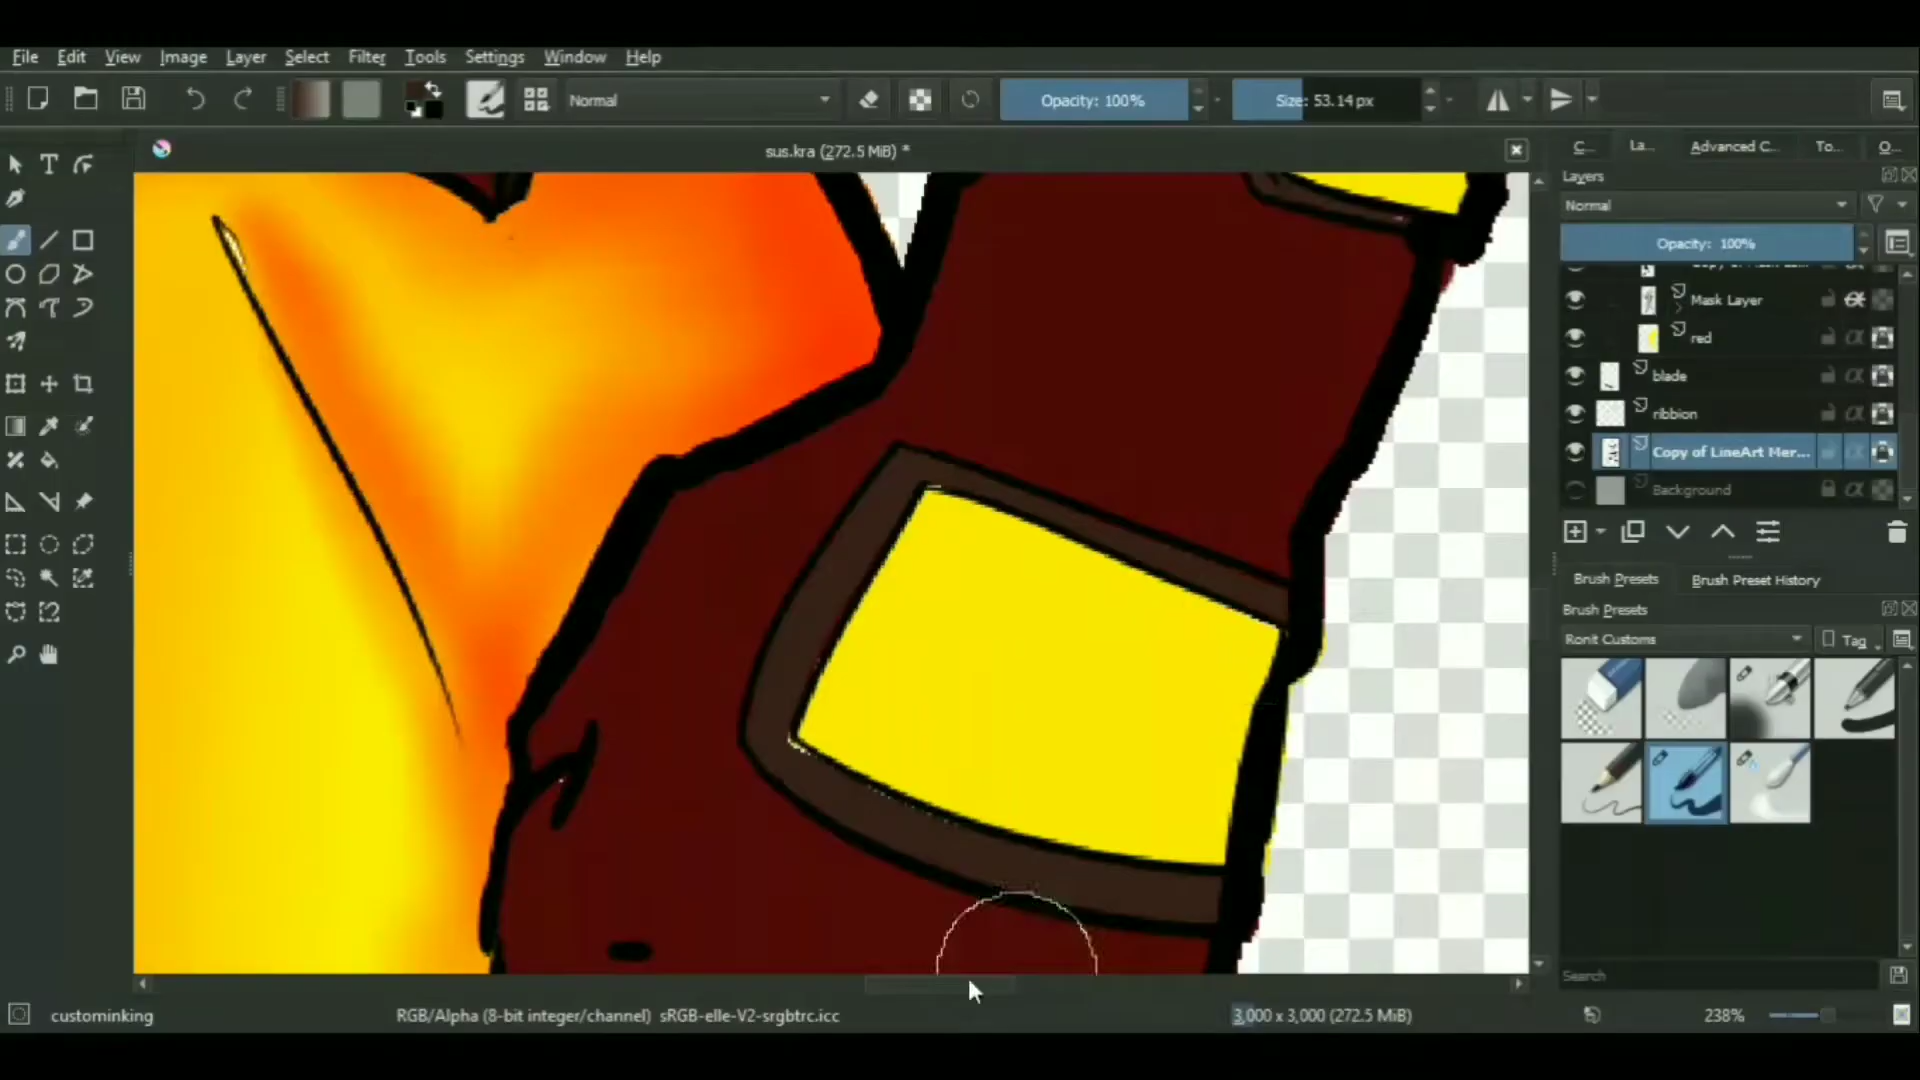 File Edit View Image Layer Select Filter Tools Settings Window Help
Normal Opacity: 100% Size: 53.14 px
sus.kra (272.5 MiB) *
C... La... Advanced C... To... O...
Layers
Normal
Opacity: 100%
Mask Layer
red
blade
ribbion
Copy of LineArt Mer...
Background
Brush Presets Brush Preset History
Brush Presets
Ronit Customs Tag
Search
custominking RGB/Alpha (8-bit integer/channel) sRGB-elle-V2-srgbtrc.icc 3,000 x 3,000 (272.5 MiB) 238%